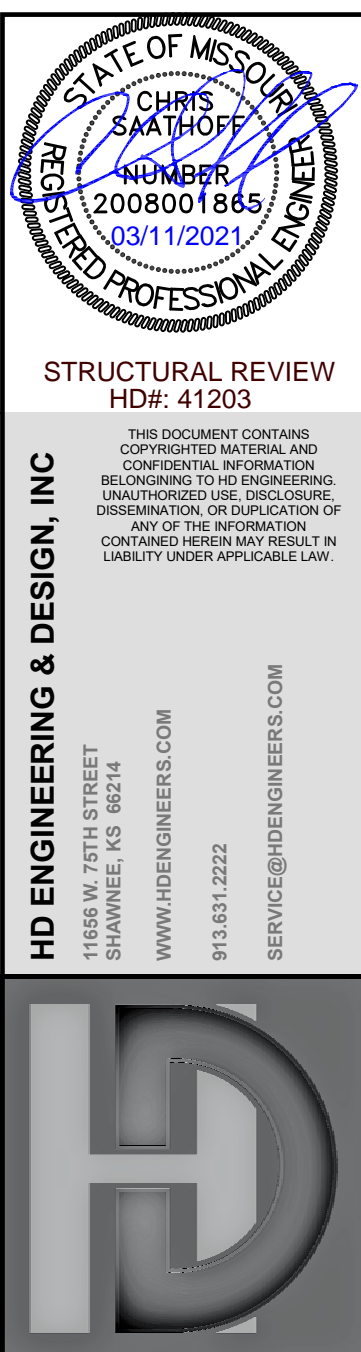 STATE OF MISSOURI
CHRIS
SAATHOFF
NUMBER
2008001865
03/11/2021
REGISTERED PROFESSIONAL ENGINEER
STRUCTURAL REVIEW
HD#: 41203
THIS DOCUMENT CONTAINS
COPYRIGHTED MATERIAL AND
CONFIDENTIAL INFORMATION
BELONGINING TO HD ENGINEERING.
UNAUTHORIZED USE, DISCLOSURE,
DISSEMINATION, OR DUPLICATION OF
ANY OF THE INFORMATION
CONTAINED HEREIN MAY RESULT IN
LIABILITY UNDER APPLICABLE LAW.
HD ENGINEERING & DESIGN, INC
11656 W. 75TH STREET
SHAWNEE, KS 66214
WWW.HDENGINEERS.COM
913.631.2222
SERVICE@HDENGINEERS.COM
HD